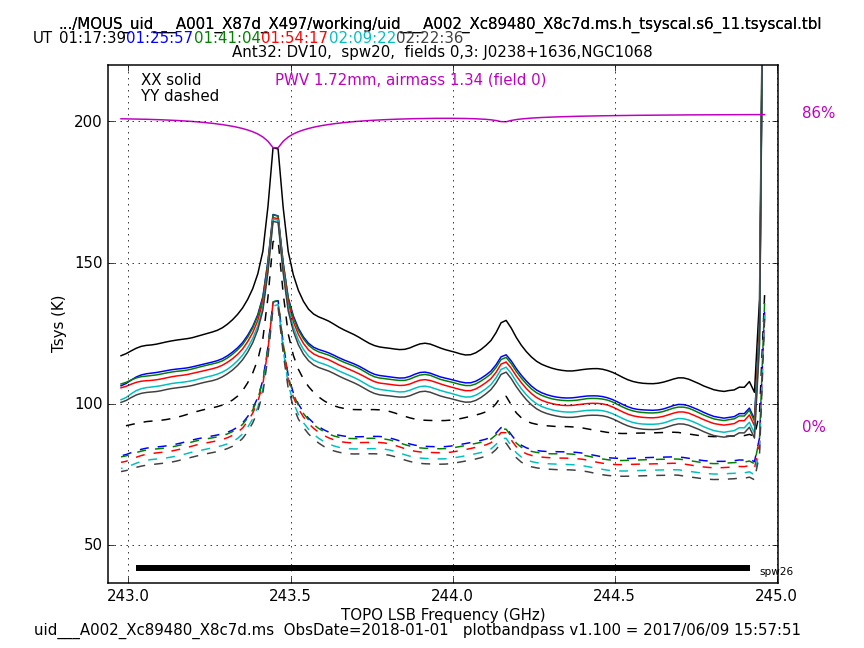 .../MOUS_uid___A001_X87d_X497/working/uid___A002_Xc89480_X8c7d.ms.h_tsyscal.s6_11.tsyscal.tbl
UT 01:17:39 01:25:57 01:41:04 01:54:17 02:09:22 02:22:36
Ant32: DV10,  spw20,  fields 0,3: J0238+1636,NGC1068
XX solid
YY dashed
PWV 1.72mm, airmass 1.34 (field 0)
86%
0%
200
150
100
50
Tsys (K)
spw26
243.0 243.5 244.0 244.5 245.0
TOPO LSB Frequency (GHz)
uid___A002_Xc89480_X8c7d.ms  ObsDate=2018-01-01  plotbandpass v1.100 = 2017/06/09 15:57:51